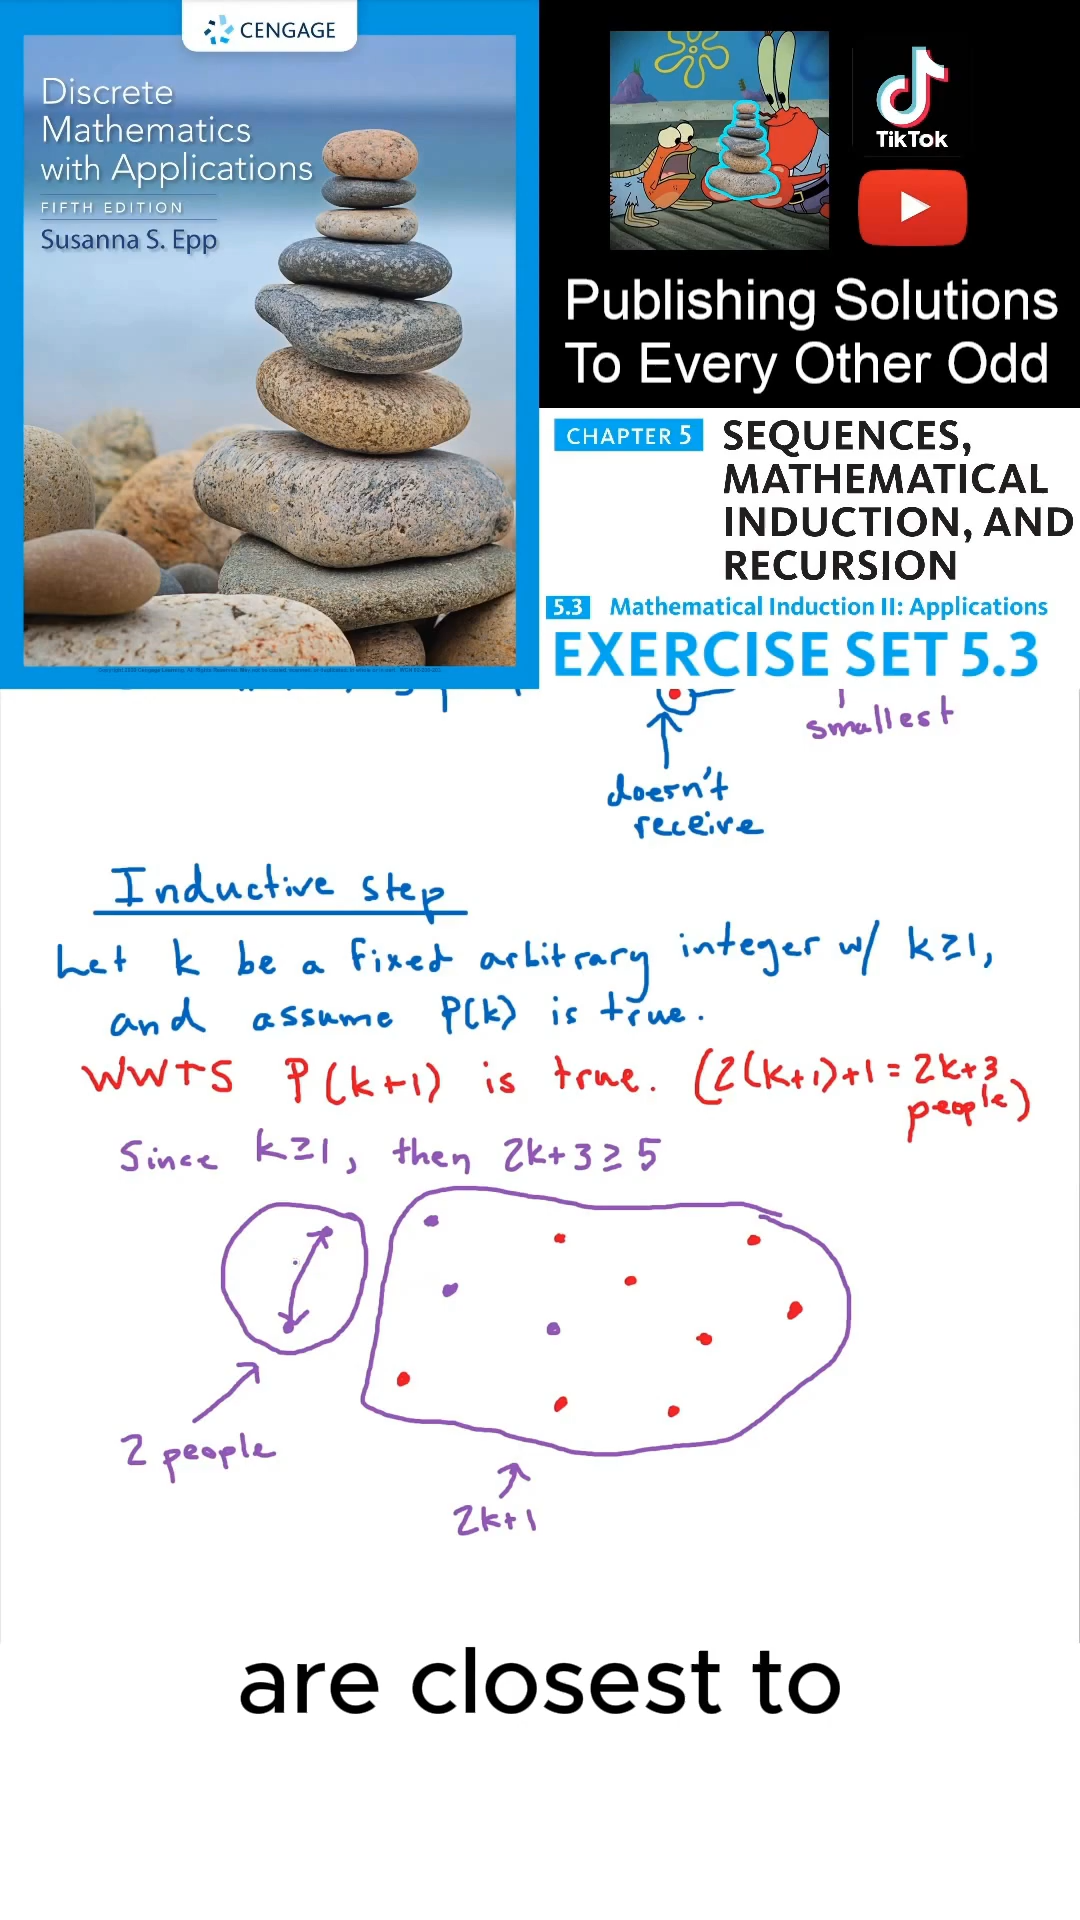 CENGAGE
Discrete
Mathematics
with Applications
FIFTH EDITION
Susanna S. Epp
TikTok
Publishing Solutions
To Every Other Odd
CHAPTER 5
SEQUENCES,
MATHEMATICAL
INDUCTION, AND
RECURSION
5.3 Mathematical Induction II: Applications
EXERCISE SET 5.3
smallest
doesn't
receive
Inductive step
Let k be a fixed arbitrary integer w/ k≥1,
and assume P(k) is true.
WWTS P(k+1) is true. (2(k+1)+1 = 2k+3
people)
Since k≥1, then 2k+3≥5
2 people
2k+1
are closest to